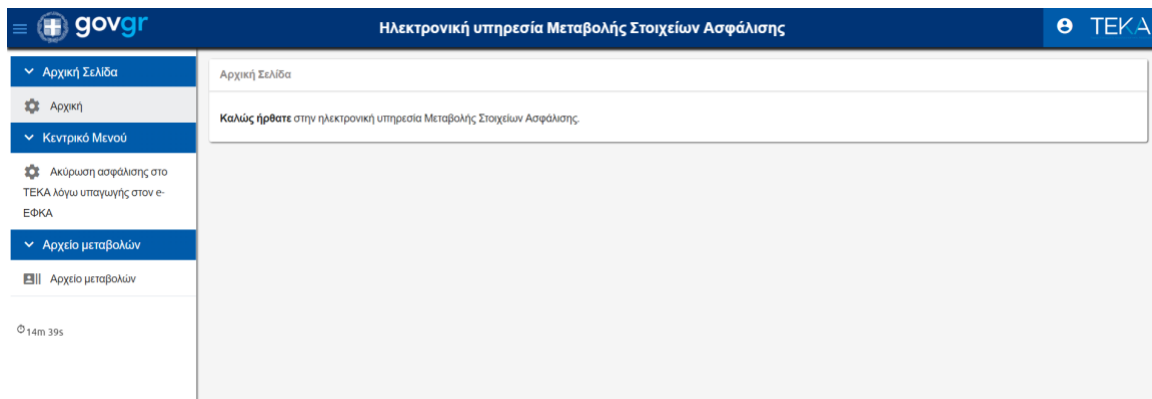 govgr
Ηλεκτρονική υπηρεσία Μεταβολής Στοιχείων Ασφάλισης
ΤΕΚΑ
Αρχική Σελίδα
Αρχική
Κεντρικό Μενού
Ακύρωση ασφάλισης στο
ΤΕΚΑ λόγω υπαγωγής στον e-
ΕΦΚΑ
Αρχείο μεταβολών
Αρχείο μεταβολών
14m 39s
Αρχική Σελίδα
Καλώς ήρθατε στην ηλεκτρονική υπηρεσία Μεταβολής Στοιχείων Ασφάλισης.